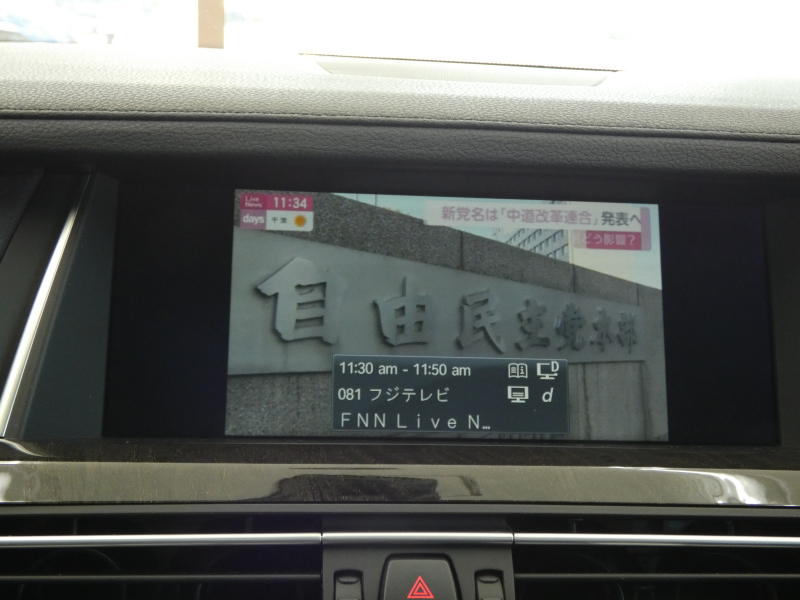 Live News 11:34
days 千葉
新党名は「中道改革連合」発表へ
どう影響?
自由民主党本部
11:30 am - 11:50 am
081 フジテレビ d
FNN Live N...